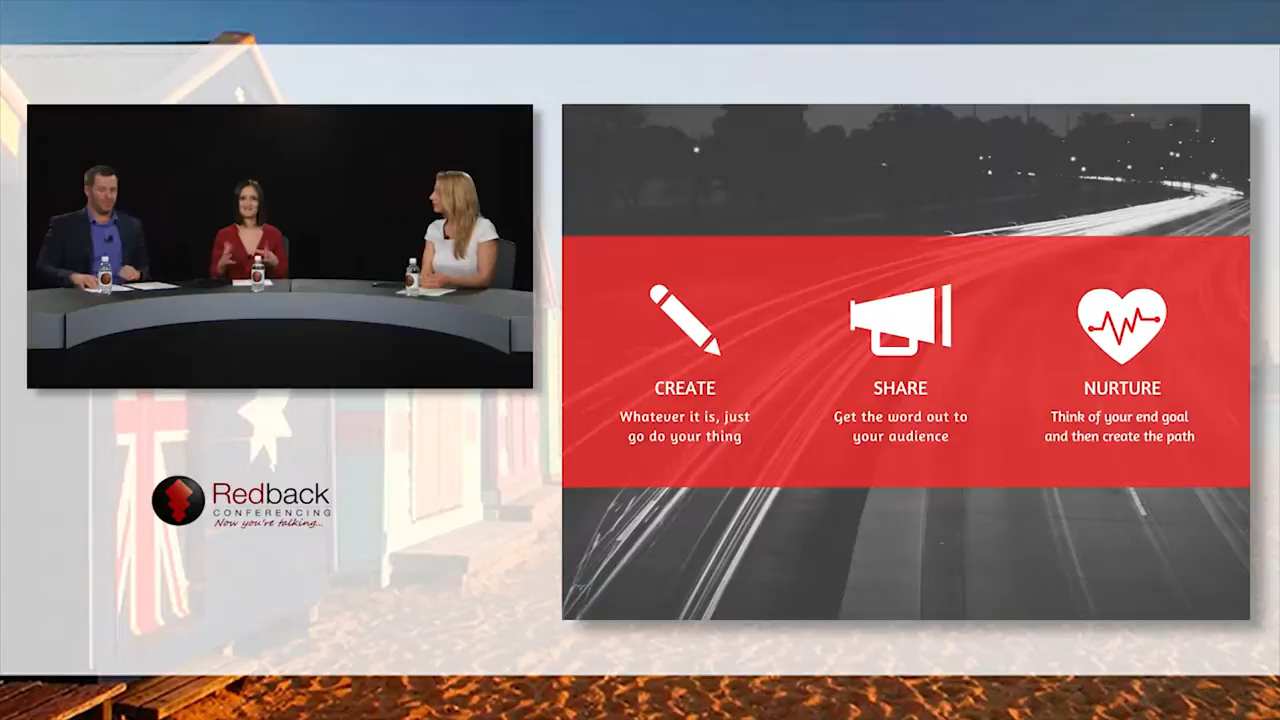 Redback
CONFERENCING
Now you're talking...
CREATE
Whatever it is, just
go do your thing
SHARE
Get the word out to
your audience
NURTURE
Think of your end goal
and then create the path